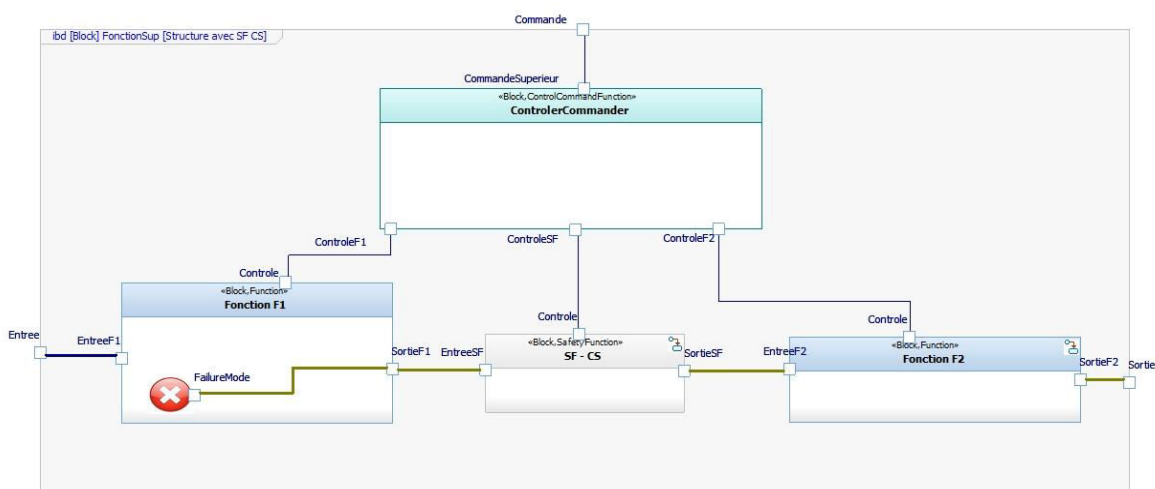 Commande
ibd [Block] FonctionSup [Structure avec SF CS]
CommandeSuperieur
«Block,ControlCommandFunction»
ControlerCommander
ControleF1
ControleSF
ControleF2
Controle
«Block,Function»
Fonction F1
Controle
Controle
Entree
EntreeF1
SortieF1
EntreeSF
«Block,SafetyFunction»
SF - CS
SortieSF
EntreeF2
«Block,Function»
Fonction F2
SortieF2
Sortie
FailureMode